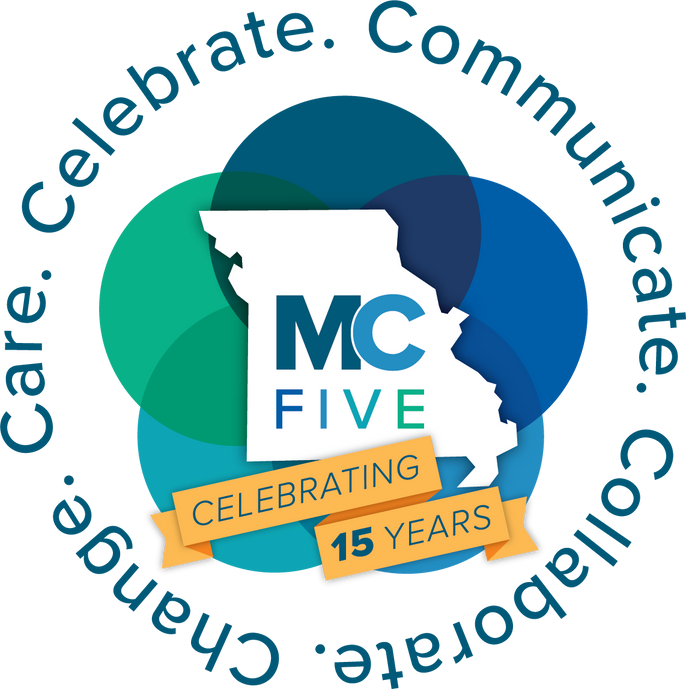 Care. Celebrate. Communicate. Collaborate. Change.
MC
FIVE
CELEBRATING
15 YEARS